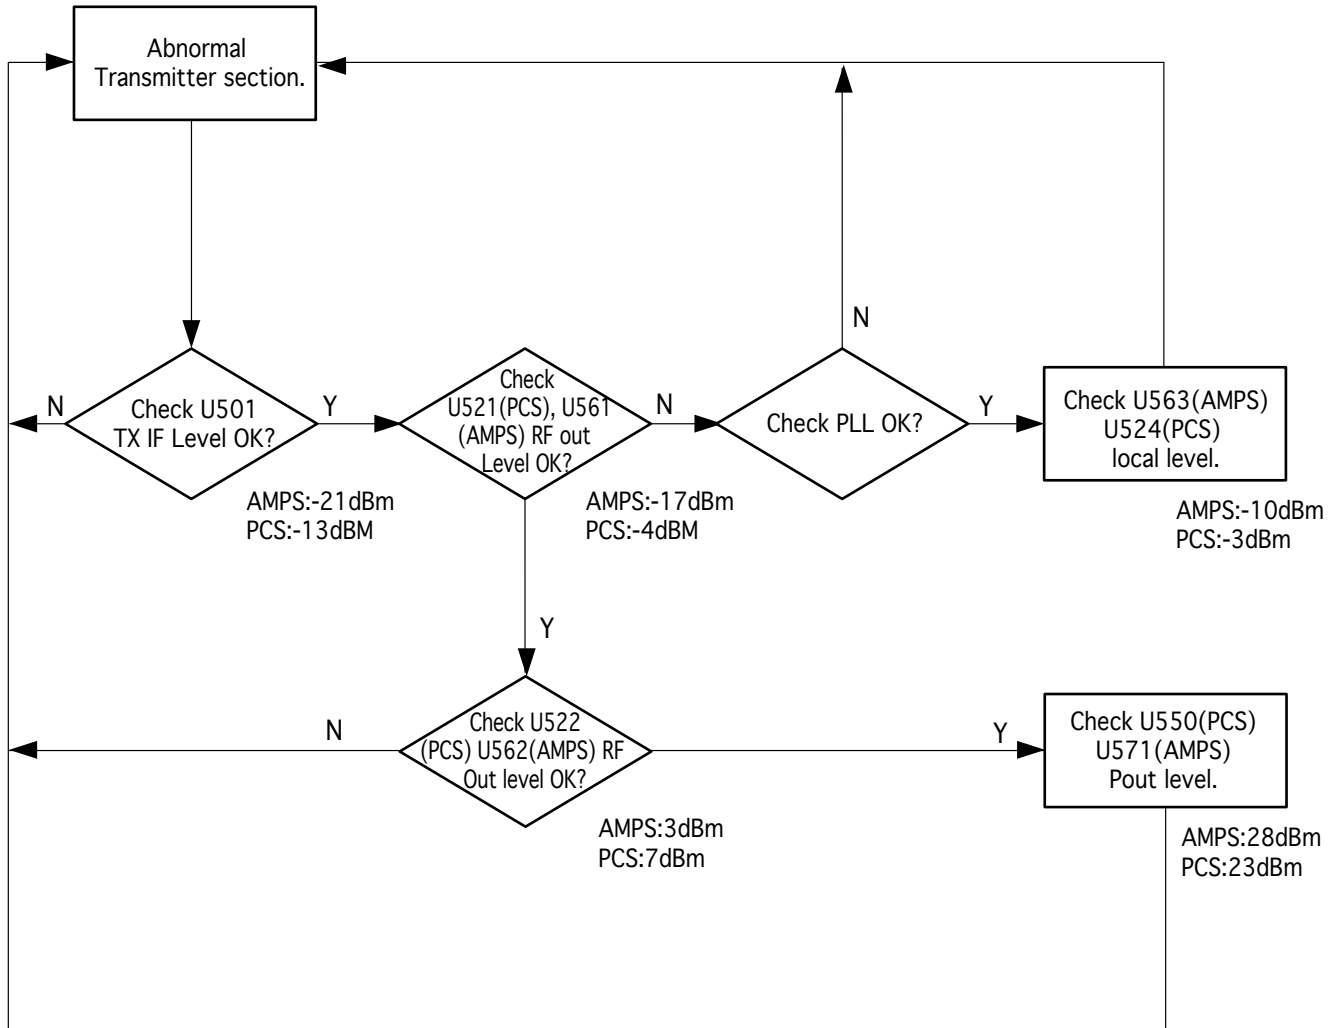 Abnormal
Transmitter section.
N
N
Check U501
TX IF Level OK?
Y
Check
U521(PCS), U561
(AMPS) RF out
Level OK?
N
Check PLL OK?
Y
Check U563(AMPS)
U524(PCS)
local level.
AMPS:-21dBm
PCS:-13dBM
AMPS:-17dBm
PCS:-4dBM
AMPS:-10dBm
PCS:-3dBm
Y
N
Check U522
(PCS) U562(AMPS) RF
Out level OK?
Y
Check U550(PCS)
U571(AMPS)
Pout level.
AMPS:3dBm
PCS:7dBm
AMPS:28dBm
PCS:23dBm